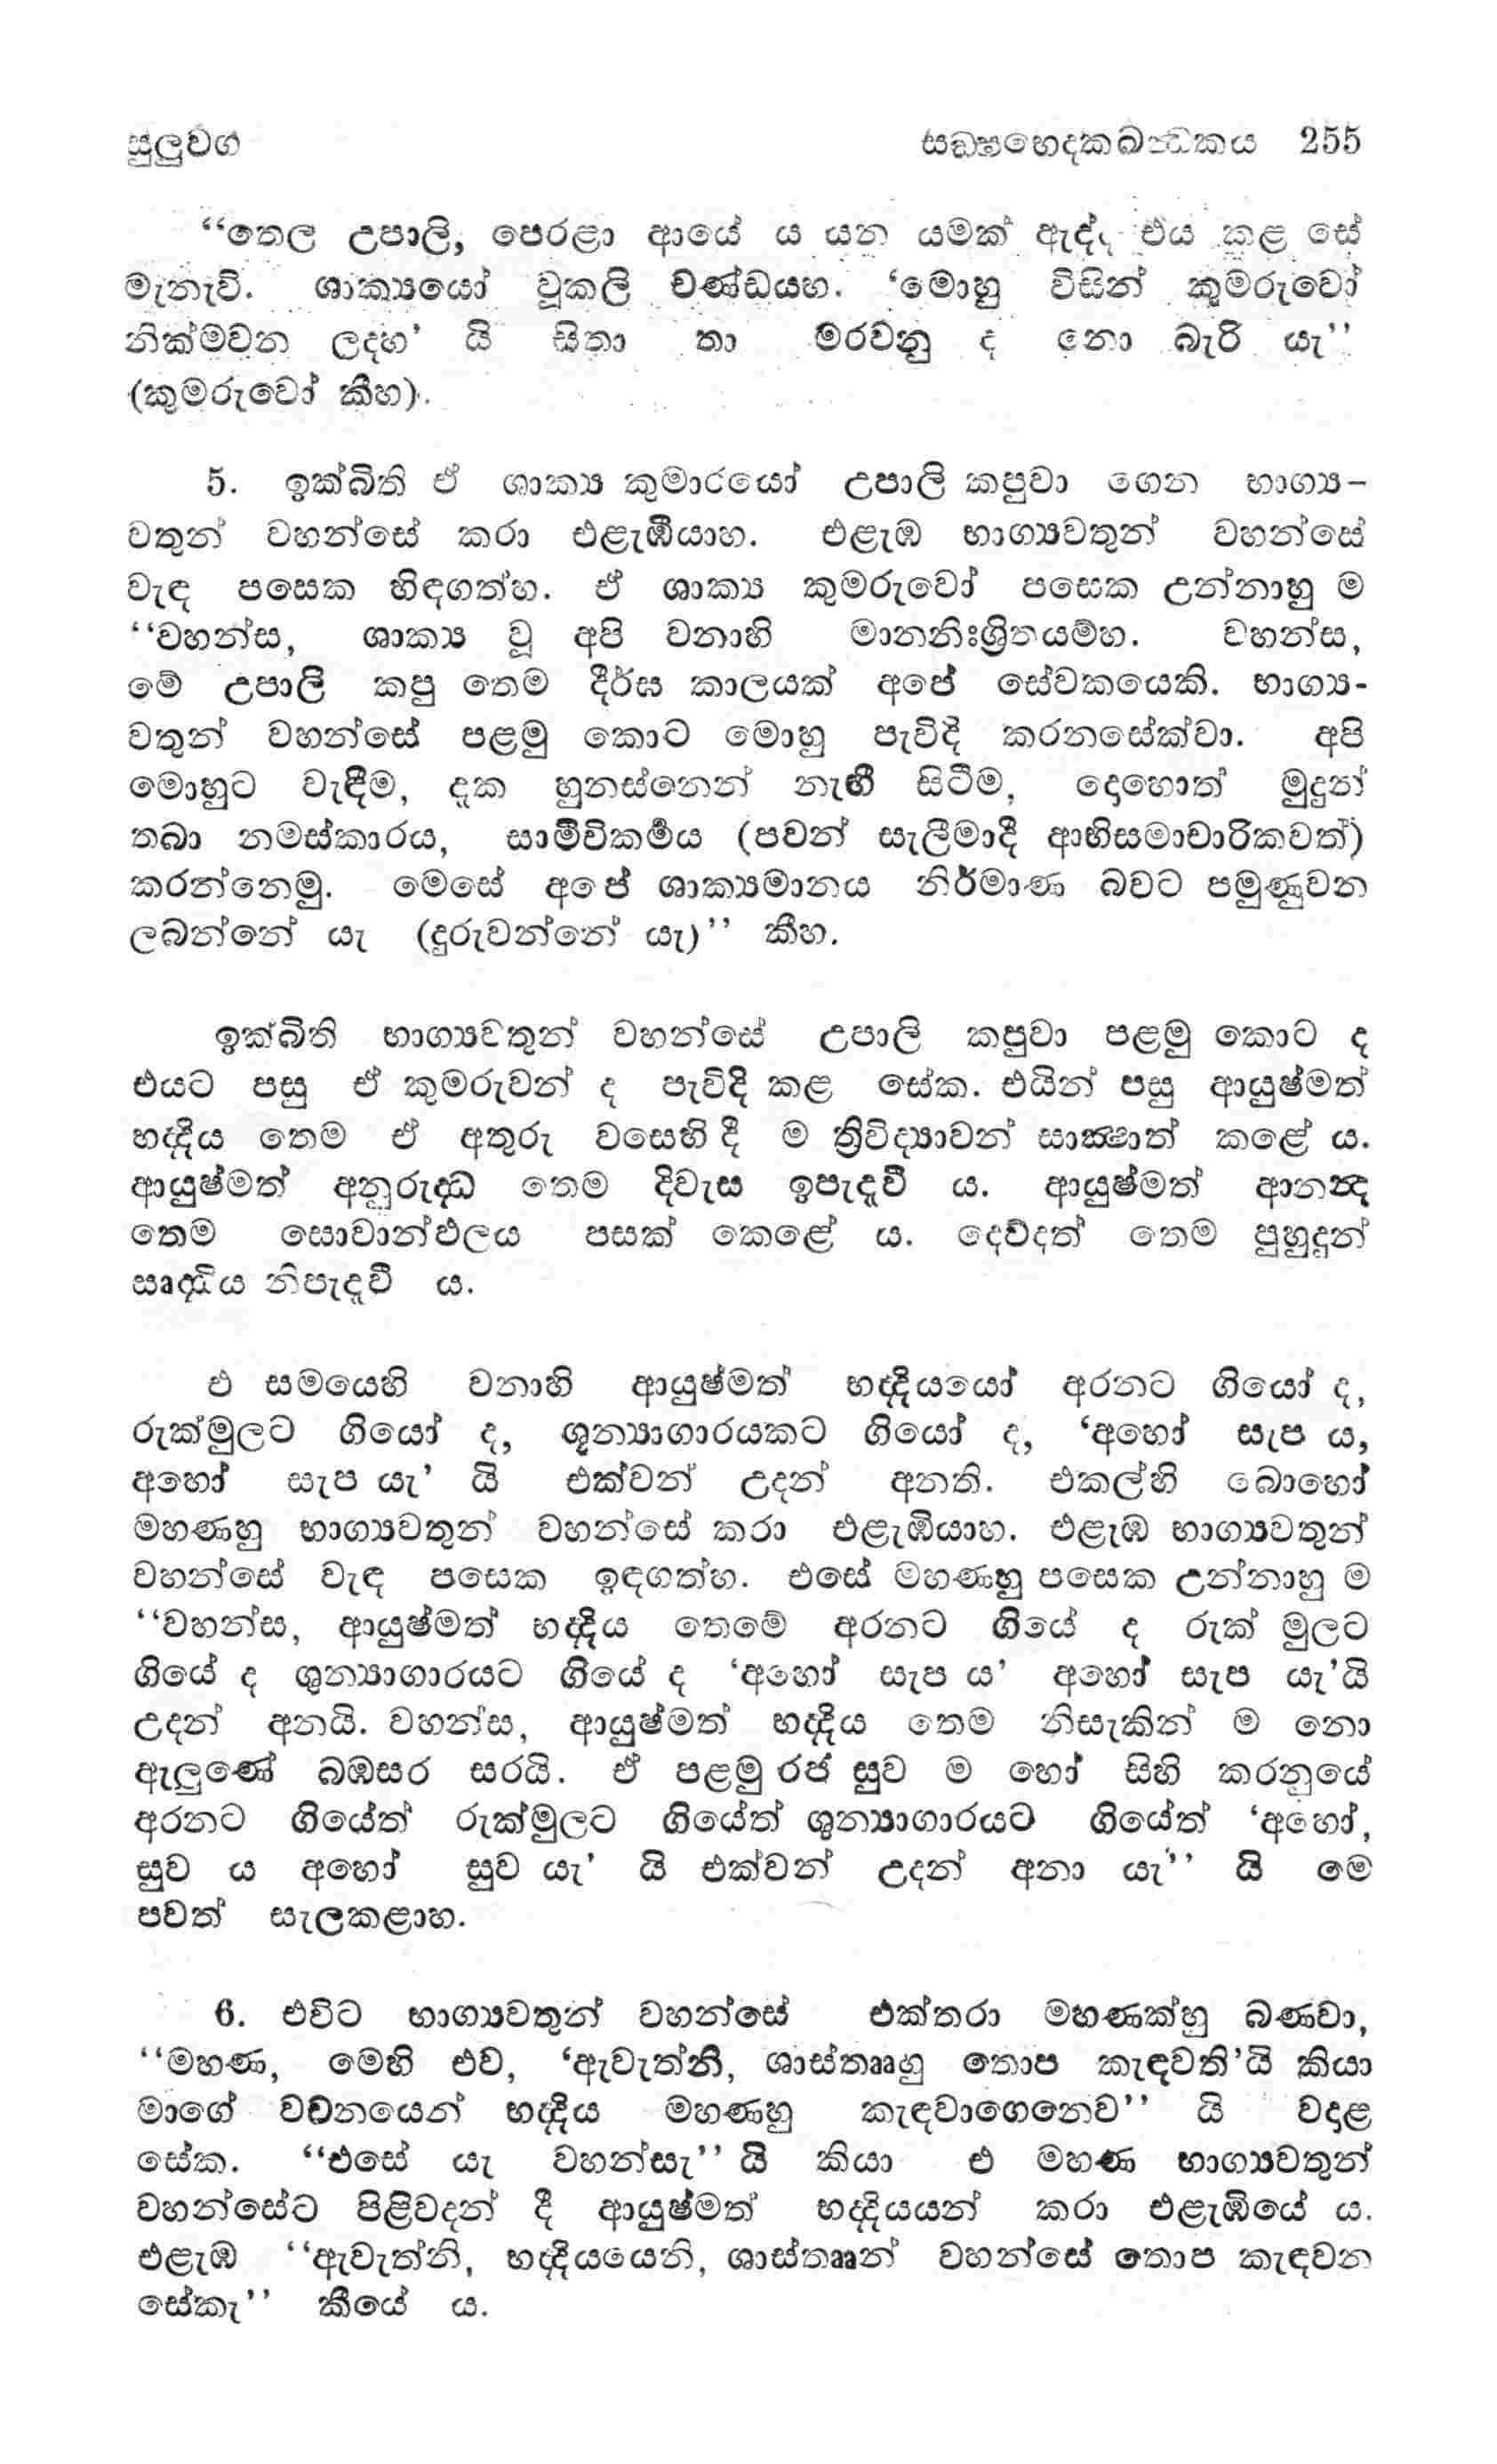 සුලුවග
සඞ්ඝභෙදකඛන්ධකය 255
“තෙල උපාලි, පෙරළා ආයේ ය යන යමක් ඇද්ද එය කළ සේ
මැනැවි. ශාක්‍යයෝ වූකලි චණ්ඩයහ. ‘මොහු විසින් කුමරුවෝ
නික්මවන ලදහ’ යි සිතා තා මරවනු ද නො බැරි යැ”
(කුමරුවෝ කීහ).
5. ඉක්බිති ඒ ශාක්‍ය කුමාරයෝ උපාලි කපුවා ගෙන භාග්‍ය-
වතුන් වහන්සේ කරා එළැඹීයාහ. එළැඹ භාග්‍යවතුන් වහන්සේ
වැඳ පසෙක හිඳගත්හ. ඒ ශාක්‍ය කුමරුවෝ පසෙක උන්නාහු ම
“වහන්ස, ශාක්‍ය වූ අපි වනාහි මානනිඃශ්‍රිතයම්හ. වහන්ස,
මේ උපාලි කපු තෙම දීර්ඝ කාලයක් අපේ සේවකයෙකි. භාග්‍ය-
වතුන් වහන්සේ පළමු කොට මොහු පැවිදි කරනසේක්වා. අපි
මොහුට වැඳීම, දැක හුනස්නෙන් නැඟී සිටීම, දොහොත් මුදුන්
තබා නමස්කාරය, සාමීචිකර්‍මය (පවන් සැලීමාදී ආභිසමාචාරිකවත්)
කරන්නෙමු. මෙසේ අපේ ශාක්‍යමානය නිර්මාණ බවට පමුණුවන
ලබන්නේ යැ (දුරුවන්නේ යැ)” කීහ.
ඉක්බිති භාග්‍යවතුන් වහන්සේ උපාලි කපුවා පළමු කොට ද
එයට පසු ඒ කුමරුවන් ද පැවිදි කළ සේක. එයින් පසු ආයුෂ්මත්
භද්දිය තෙම ඒ අතුරු වසෙහි දී ම ත්‍රිවිද්‍යාවන් සාක්‍ෂාත් කළේ ය.
ආයුෂ්මත් අනුරුද්ධ තෙම දිවැස ඉපැදැවී ය. ආයුෂ්මත් ආනන්‍ද
තෙම සොවාන්ඵලය පසක් කෙළේ ය. දෙව්දත් තෙම පුහුදුන්
ඍද්ධිය නිපැදැවී ය.
එ සමයෙහි වනාහි ආයුෂ්මත් භද්දියයෝ අරනට ගියෝ ද,
රුක්මුලට ගියෝ ද, ශූන්‍යාගාරයකට ගියෝ ද, ‘අහෝ සැප ය,
අහෝ සැප යැ’ යි එක්වන් උදන් අනති. එකල්හි බොහෝ
මහණහු භාග්‍යවතුන් වහන්සේ කරා එළැඹියාහ. එළැඹ භාග්‍යවතුන්
වහන්සේ වැඳ පසෙක ඉඳගත්හ. එසේ මහණහු පසෙක උන්නාහු ම
“වහන්ස, ආයුෂ්මත් භද්දිය තෙමේ අරනට ගියේ ද රුක් මුලට
ගියේ ද ශුන්‍යාගාරයට ගියේ ද ‘අහෝ සැප ය’ අහෝ සැප යැ’යි
උදන් අනයි. වහන්ස, ආයුෂ්මත් භද්දිය තෙම නිසැකින් ම නො
ඇලුණේ බඹසර සරයි. ඒ පළමු රජ සුව ම හෝ සිහි කරනුයේ
අරනට ගියේත් රුක්මුලට ගියේත් ශුන්‍යාගාරයට ගියේත් ‘අහෝ,
සුව ය අහෝ සුව යැ’ යි එක්වන් උදන් අනා යැ” යි මෙ
පවත් සැලකළාහ.
6. එවිට භාග්‍යවතුන් වහන්සේ එක්තරා මහණක්හු බණවා,
“මහණ, මෙහි එව, ‘ඇවැත්නි, ශාස්තෲහු තොප කැඳවති’යි කියා
මාගේ වචනයෙන් භද්දිය මහණහු කැඳවාගෙනෙව” යි වදාළ
සේක. “එසේ යැ වහන්සැ” යි කියා එ මහණ භාග්‍යවතුන්
වහන්සේට පිළිවදන් දී ආයුෂ්මත් භද්දියයන් කරා එළැඹියේ ය.
එළැඹ “ඇවැත්නි, භද්දියයෙනි, ශාස්තෲන් වහන්සේ තොප කැඳවන
සේකැ” කීයේ ය.